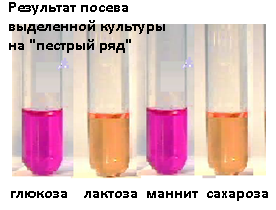 Результат посева
выделенной культуры
на "пестрый ряд"
глюкоза лактоза маннит сахароза